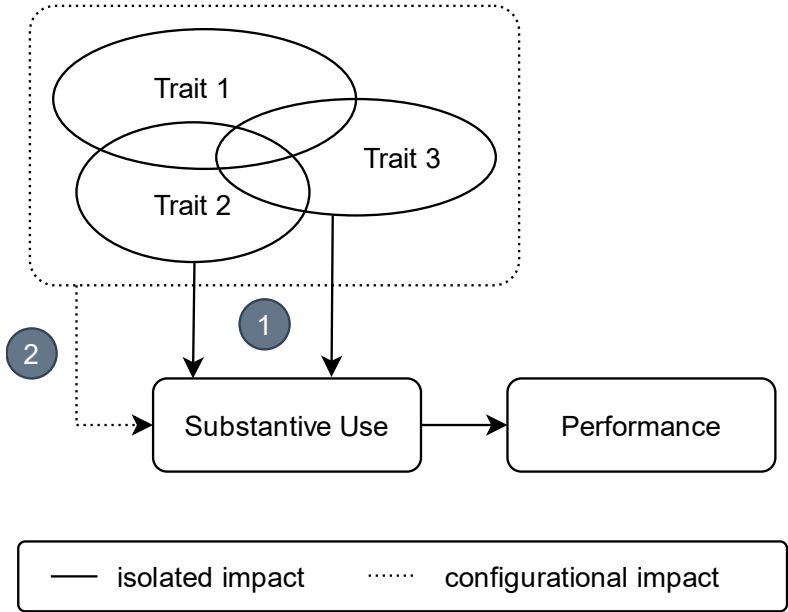 Trait 1
Trait 3
Trait 2
1
2
Substantive Use
Performance
isolated impact
configurational impact